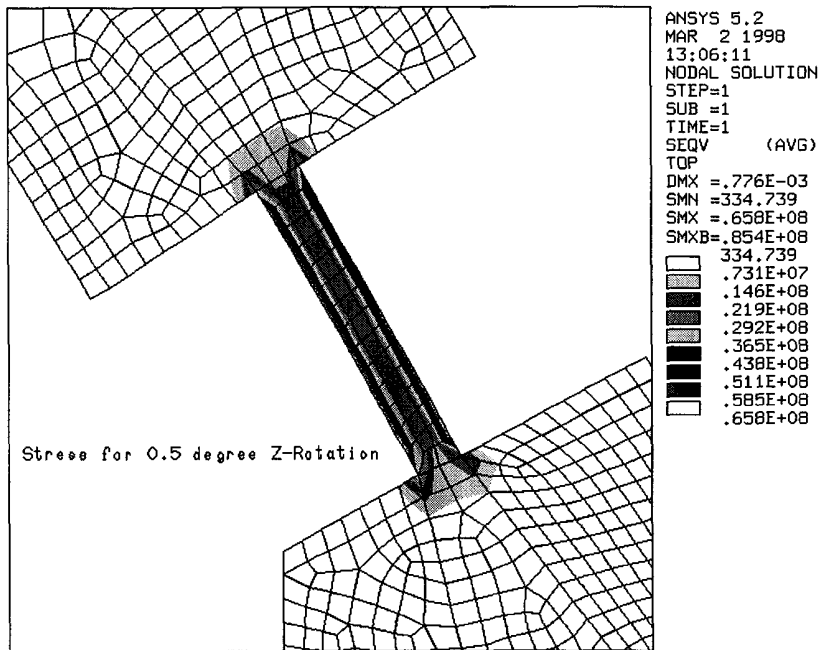 ANSYS 5.2
MAR 2 1998
13:06:11
NODAL SOLUTION
STEP=1
SUB =1
TIME=1
SEQV (AVG)
TOP
DMX =.776E-03
SMN =334.739
SMX =.658E+08
SMXB=.854E+08
334.739
.731E+07
.146E+08
.219E+08
.292E+08
.365E+08
.438E+08
.511E+08
.585E+08
.658E+08
Stress for 0.5 degree Z-Rotation